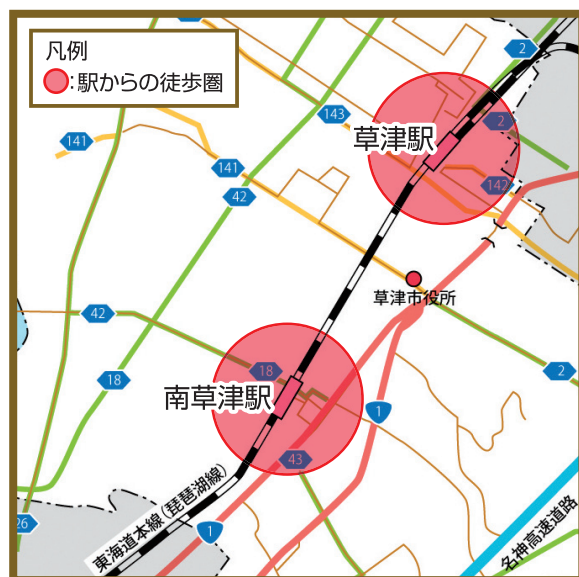 凡例
:駅からの徒歩圏
2
143
2
草津駅
141
141
142
42
草津市役所
42
18
2
18
南草津駅
1
43
東海道本線(琵琶湖線)
26
1
名神高速道路